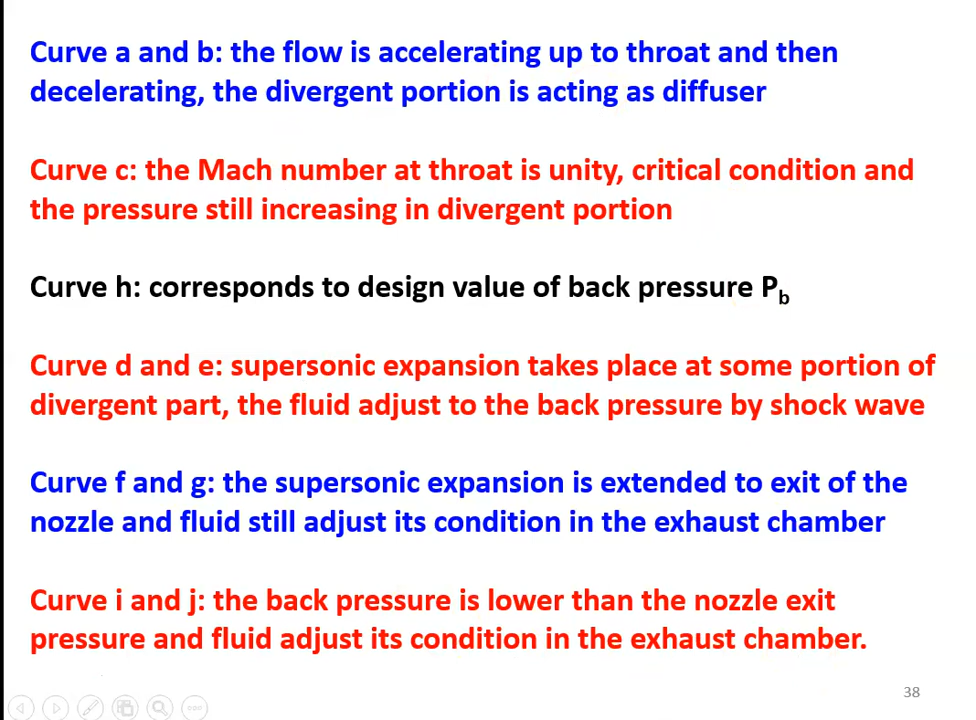 Curve a and b: the flow is accelerating up to throat and then
decelerating, the divergent portion is acting as diffuser
Curve c: the Mach number at throat is unity, critical condition and
the pressure still increasing in divergent portion
Curve h: corresponds to design value of back pressure P_b
Curve d and e: supersonic expansion takes place at some portion of
divergent part, the fluid adjust to the back pressure by shock wave
Curve f and g: the supersonic expansion is extended to exit of the
nozzle and fluid still adjust its condition in the exhaust chamber
Curve i and j: the back pressure is lower than the nozzle exit
pressure and fluid adjust its condition in the exhaust chamber.
38